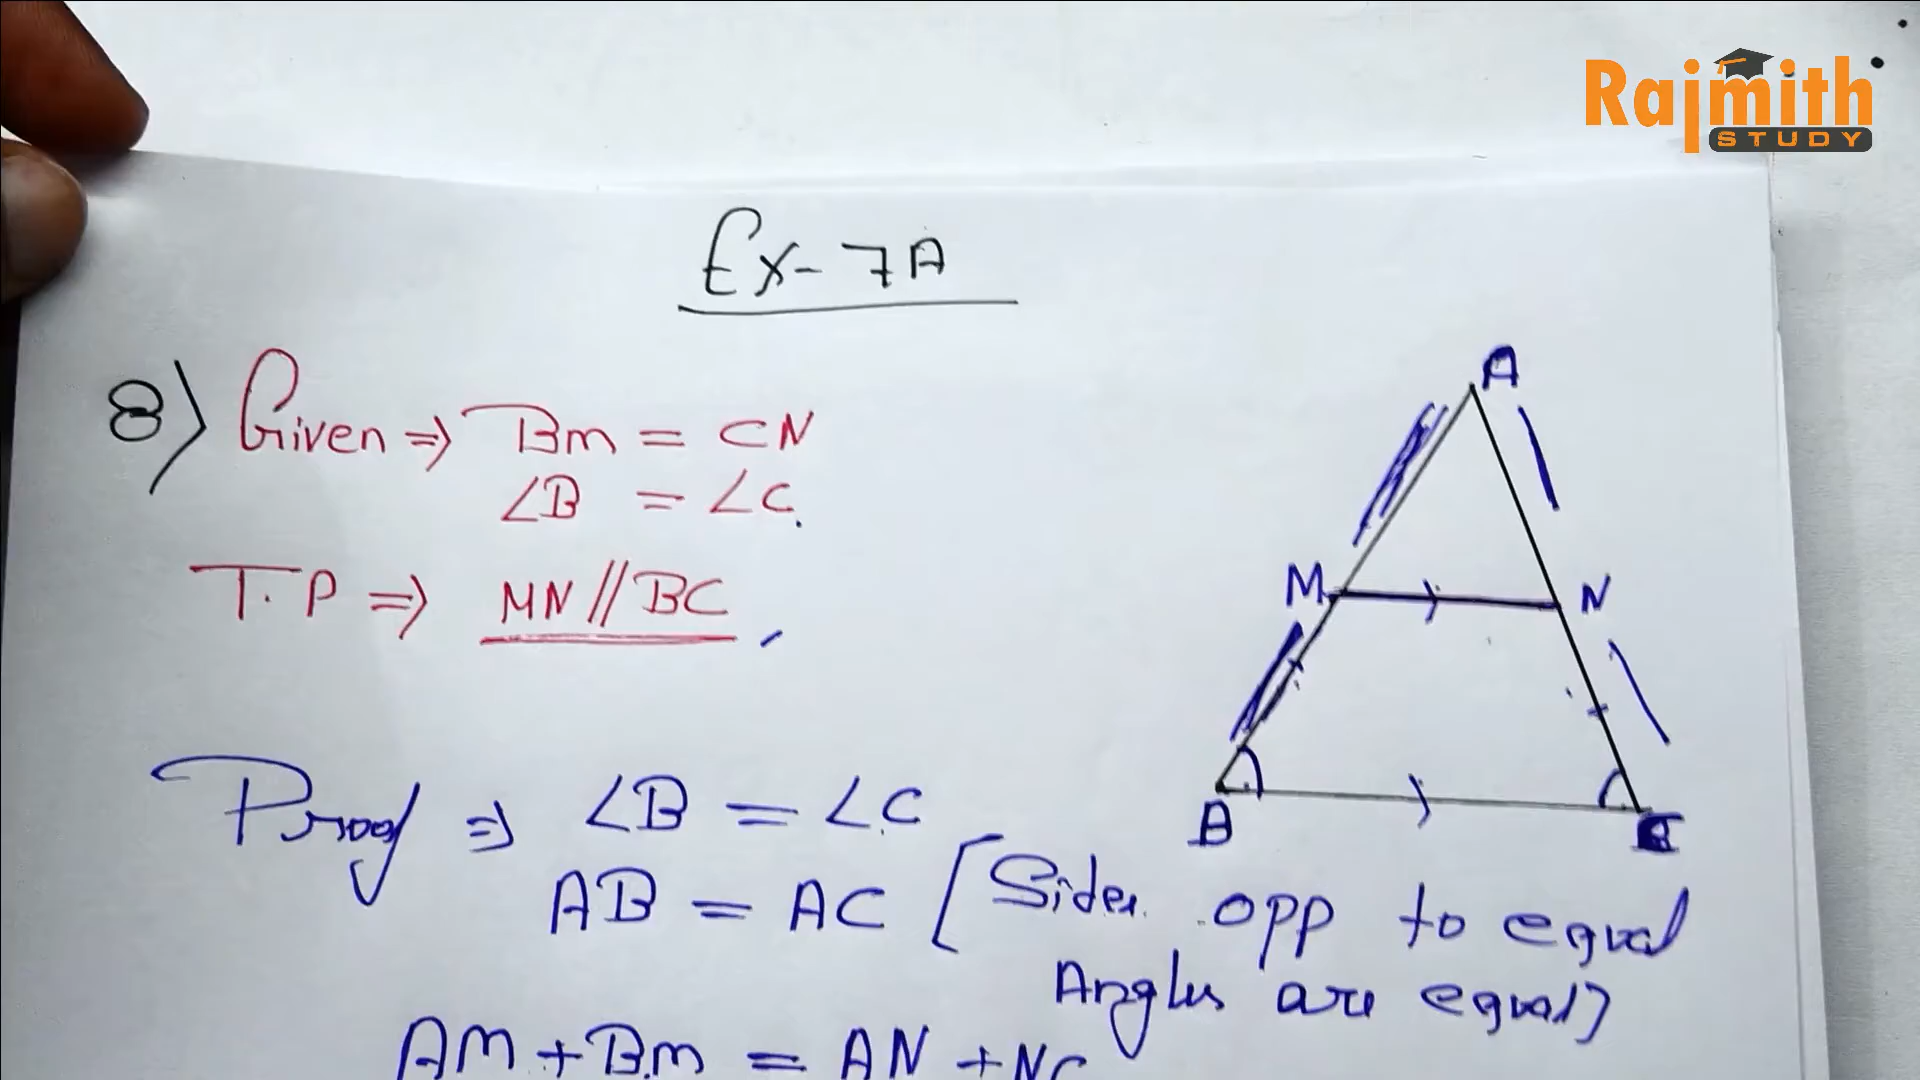 Rajmith
STUDY
Ex-7A
8) Given => Bm = CN
∠B = ∠C.
T.P => MN // BC
A
M
N
B
C
Proof => ∠B = ∠C
AB = AC [Sides opp to equal
Angles are equal]
AM + BM = AN + NC